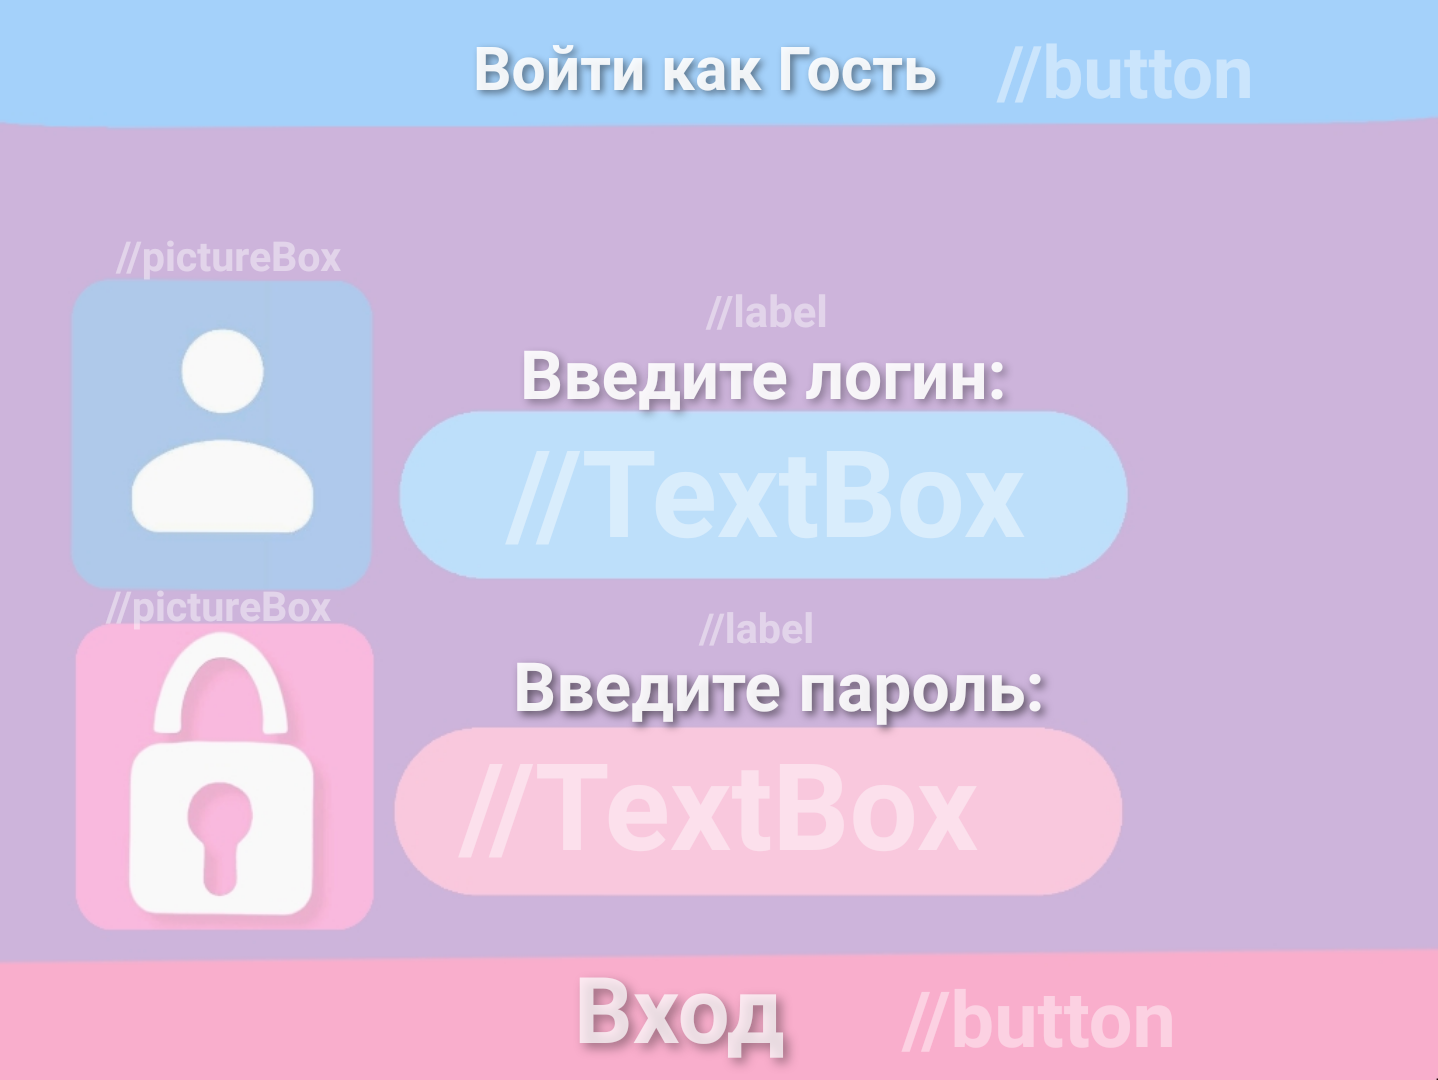 Войти как Гость //button
//pictureBox
//label
Введите логин:
//TextBox
//pictureBox
//label
Введите пароль:
//TextBox
Вход //button